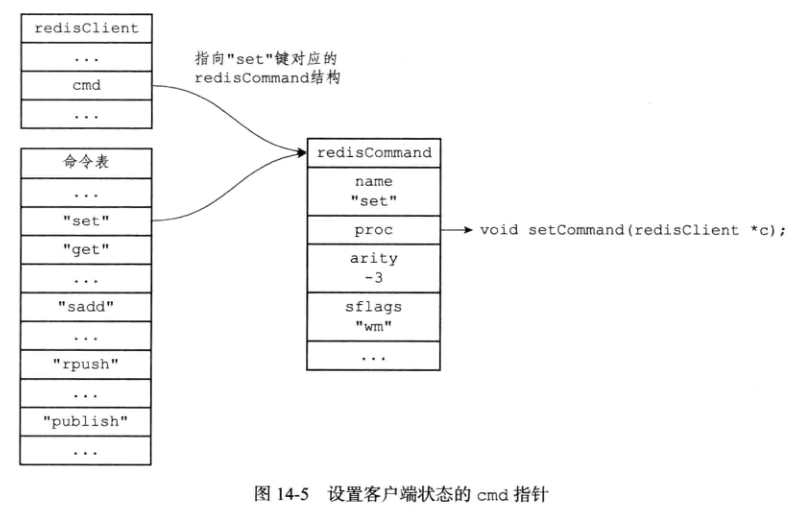 redisClient
...
cmd
...
指向"set"键对应的
redisCommand结构
命令表
...
"set"
"get"
...
"sadd"
...
"rpush"
...
"publish"
...
redisCommand
name
"set"
proc
void setCommand(redisClient *c);
arity
-3
sflags
"wm"
...
图 14-5 设置客户端状态的 cmd 指针